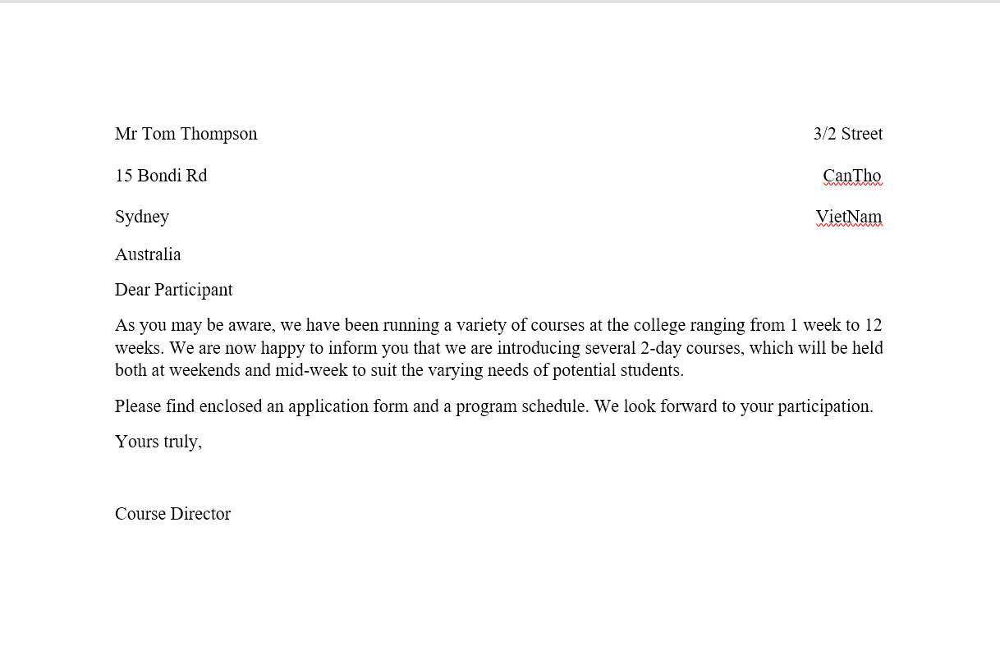 Mr Tom Thompson 3/2 Street
15 Bondi Rd CanTho
Sydney VietNam
Australia
Dear Participant
As you may be aware, we have been running a variety of courses at the college ranging from 1 week to 12
weeks. We are now happy to inform you that we are introducing several 2-day courses, which will be held
both at weekends and mid-week to suit the varying needs of potential students.
Please find enclosed an application form and a program schedule. We look forward to your participation.
Yours truly,
Course Director